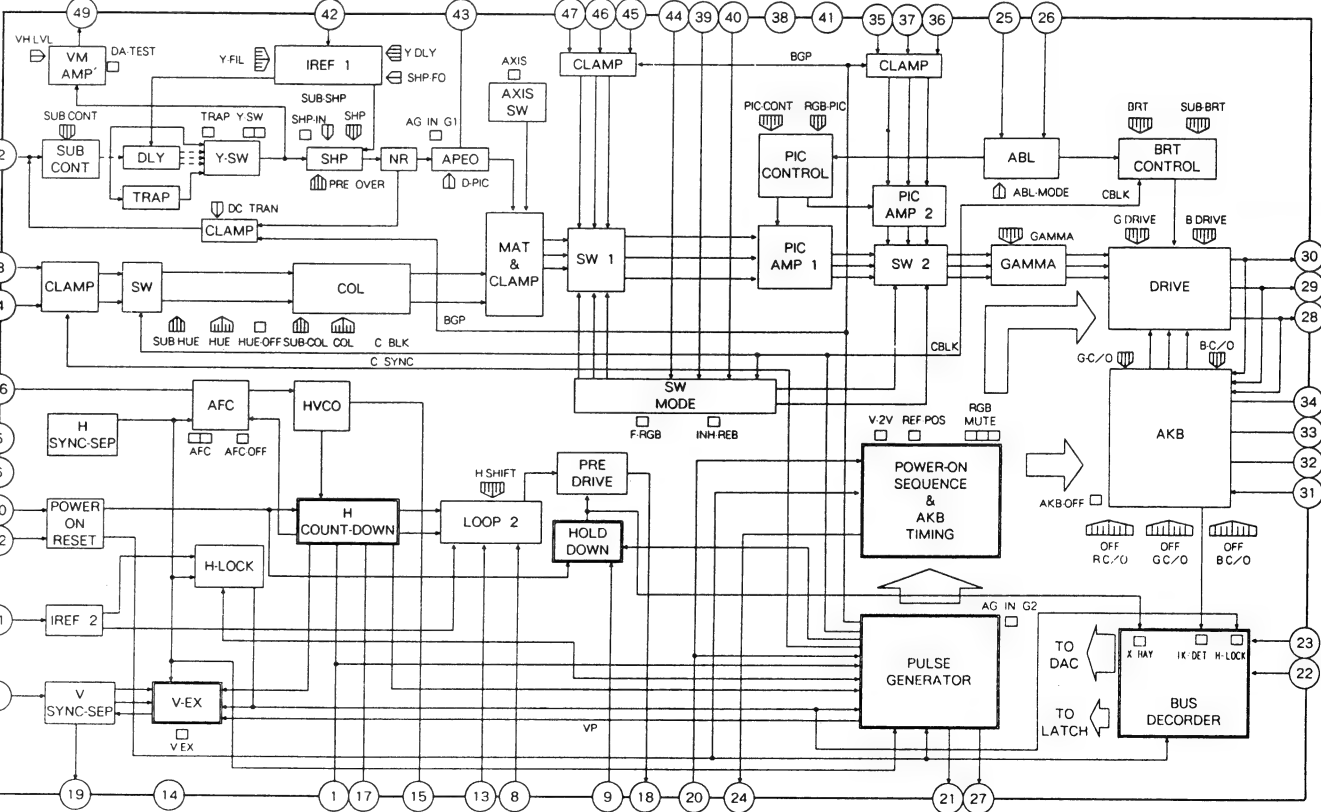 49 42 43 47 46 45 44 39 40 38 41 35 37 36 25 26
VH LVL
VM AMP'
DA-TEST
Y-FIL
IREF 1
Y DLY
SHP-FO
SUB-SHP
SHP-IN
SHP
AXIS
AXIS SW
CLAMP
BGP
CLAMP
SUB CONT
SUB CONT
TRAP
Y-SW
DLY
TRAP
Y-SW
SHP
PRE OVER
NR
AG IN G1
APEO
D-PIC
DC TRAN
CLAMP
PIC-CONT
RGB-PIC
PIC CONTROL
ABL
ABL-MODE
BRT
SUB-BRT
BRT CONTROL
CBLK
PIC AMP 2
G DRIVE
B DRIVE
CLAMP
SW
COL
MAT & CLAMP
SW 1
PIC AMP 1
SW 2
GAMMA
GAMMA
DRIVE
30
29
28
SUB HUE
HUE
HUE-OFF
SUB-COL
COL
BGP
C BLK
C SYNC
CBLK
G-C/O
B-C/O
SW MODE
F-RGB
INH-REB
AFC
HVCO
H SYNC-SEP
AFC
AFC-OFF
V-2V
REF-POS
RGB MUTE
POWER-ON SEQUENCE & AKB TIMING
AKB
34
33
32
31
AKB-OFF
OFF R C/O
OFF G C/O
OFF B C/O
POWER ON RESET
H COUNT-DOWN
H SHIFT
LOOP 2
PRE DRIVE
HOLD DOWN
H-LOCK
IREF 2
AG IN G2
PULSE GENERATOR
TO DAC
TO LATCH
X RAY
IK-DET
H-LOCK
BUS DECORDER
23
22
V SYNC-SEP
V-EX
V EX
VP
19 14 1 17 15 13 8 9 18 20 24 21 27